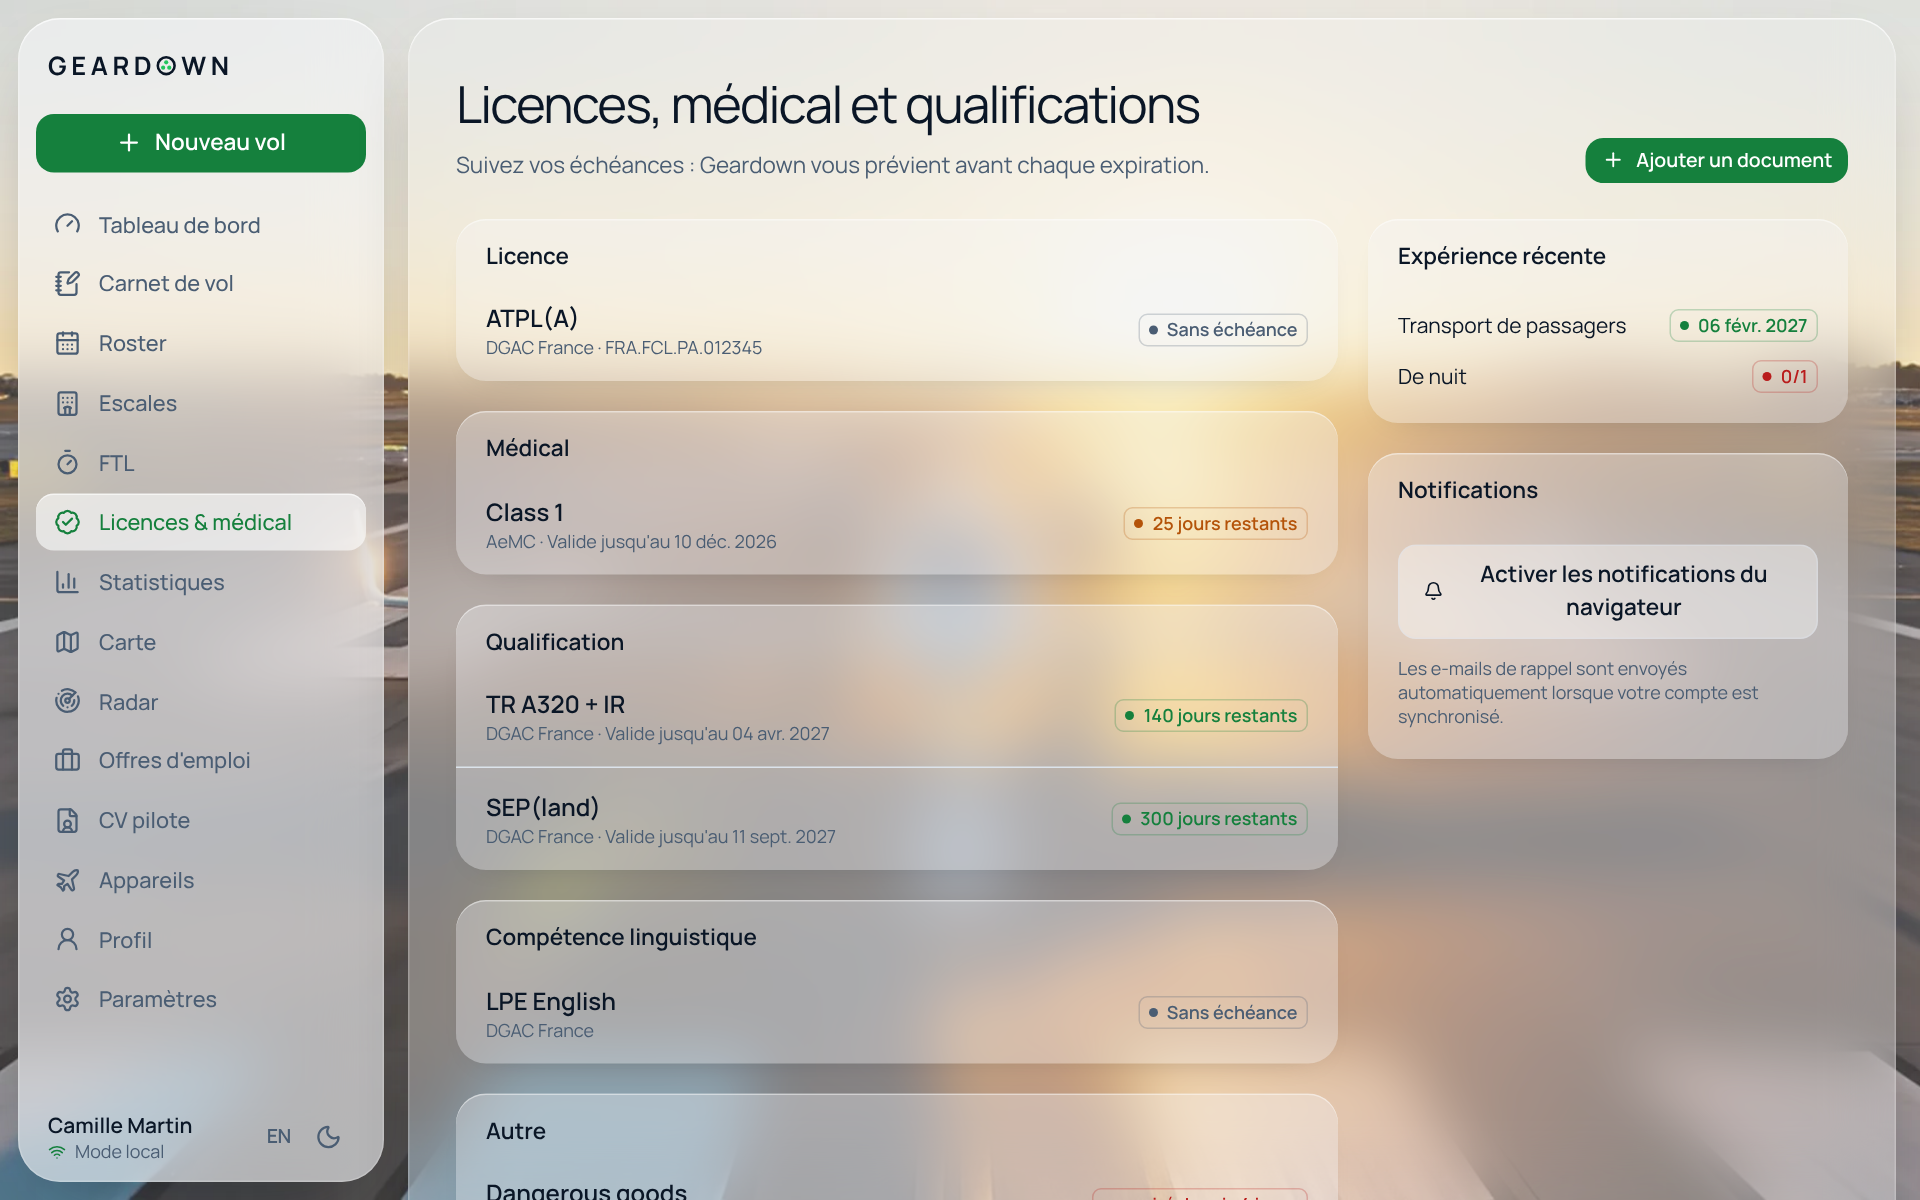 GEARDOWN
Nouveau vol
Tableau de bord
Carnet de vol
Roster
Escales
FTL
Licences & médical
Statistiques
Carte
Radar
Offres d'emploi
CV pilote
Appareils
Profil
Paramètres
Camille Martin
Mode local
EN
Licences, médical et qualifications
Suivez vos échéances : Geardown vous prévient avant chaque expiration.
Ajouter un document
Licence
ATPL(A)
DGAC France · FRA.FCL.PA.012345
Sans échéance
Médical
Class 1
AeMC · Valide jusqu'au 10 déc. 2026
25 jours restants
Qualification
TR A320 + IR
DGAC France · Valide jusqu'au 04 avr. 2027
140 jours restants
SEP(land)
DGAC France · Valide jusqu'au 11 sept. 2027
300 jours restants
Compétence linguistique
LPE English
DGAC France
Sans échéance
Autre
Dangerous goods
Expérience récente
Transport de passagers
06 févr. 2027
De nuit
0/1
Notifications
Activer les notifications du
navigateur
Les e-mails de rappel sont envoyés
automatiquement lorsque votre compte est
synchronisé.